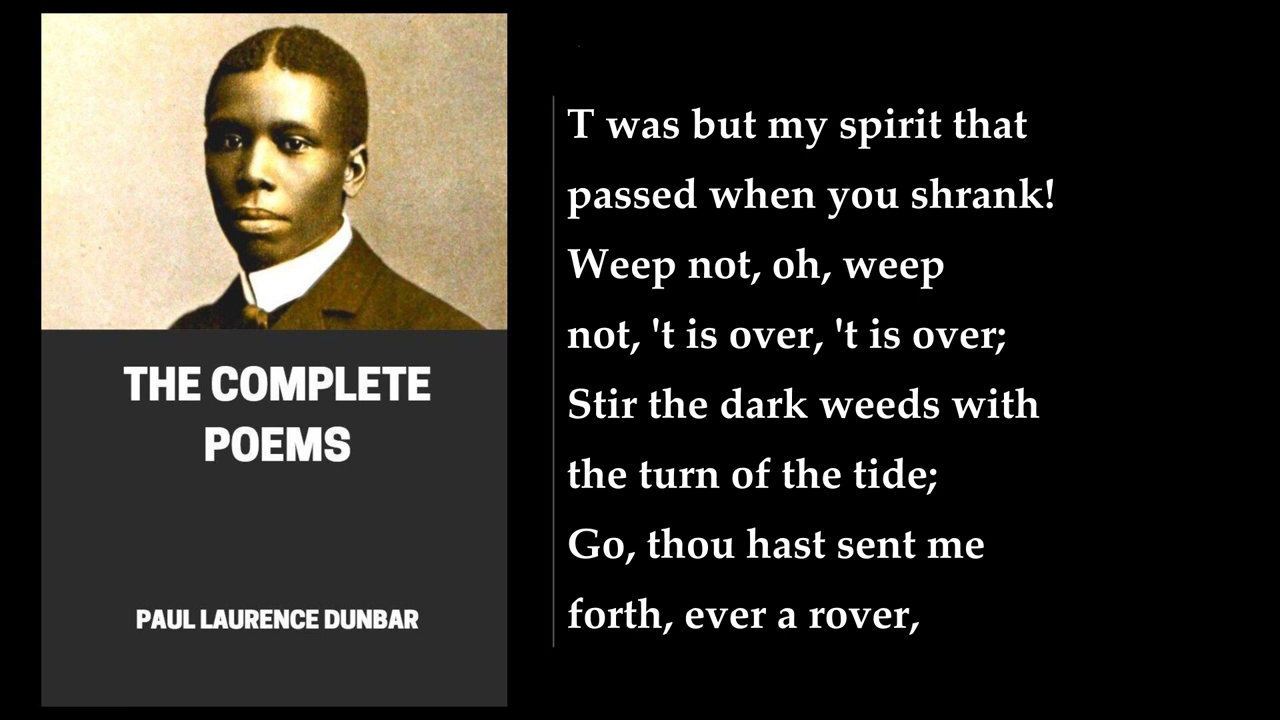 THE COMPLETE
POEMS
PAUL LAURENCE DUNBAR
T was but my spirit that
passed when you shrank!
Weep not, oh, weep
not, 't is over, 't is over;
Stir the dark weeds with
the turn of the tide;
Go, thou hast sent me
forth, ever a rover,